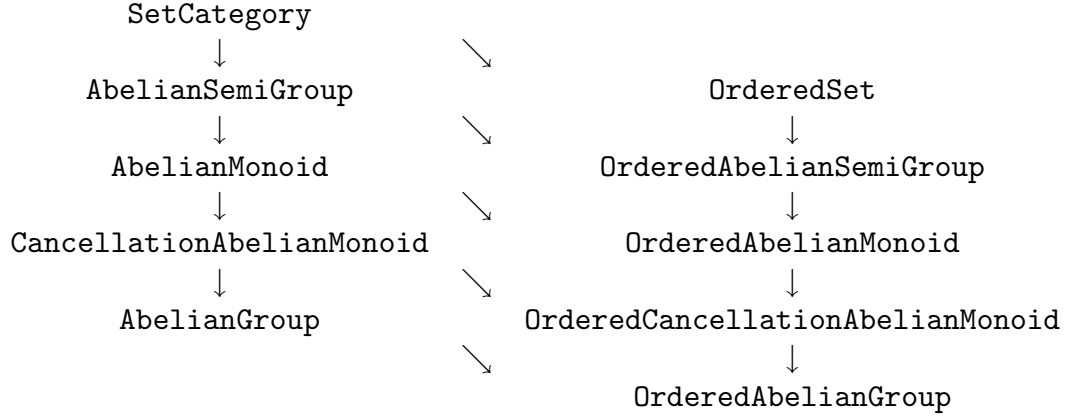 SetCategory
AbelianSemiGroup OrderedSet
AbelianMonoid OrderedAbelianSemiGroup
CancellationAbelianMonoid OrderedAbelianMonoid
AbelianGroup OrderedCancellationAbelianMonoid
OrderedAbelianGroup